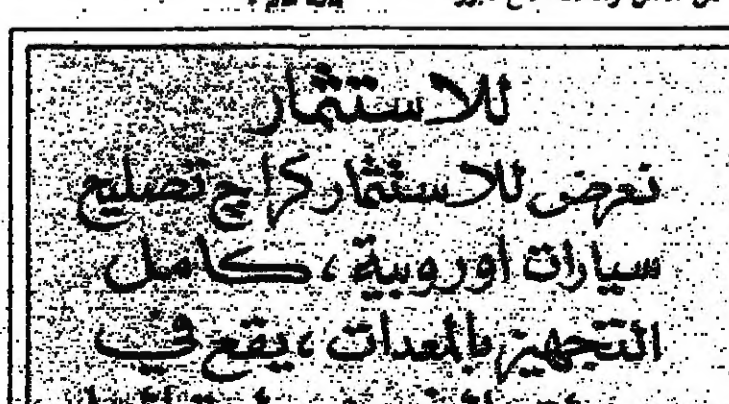 للاستثمار
نعرض للاستثمار كراج تصليح
سيارات اوروبية ، كامل
التجهيز بالمعدات ، يقع في